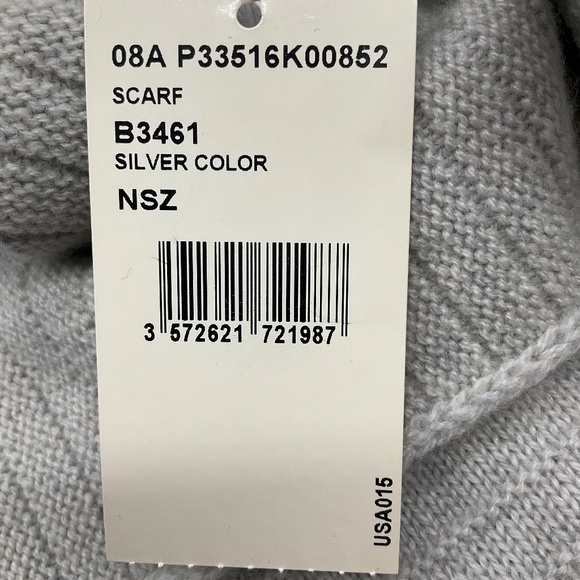 08A P33516K00852
SCARF
B3461
SILVER COLOR
NSZ
3 572621 721987
USA015